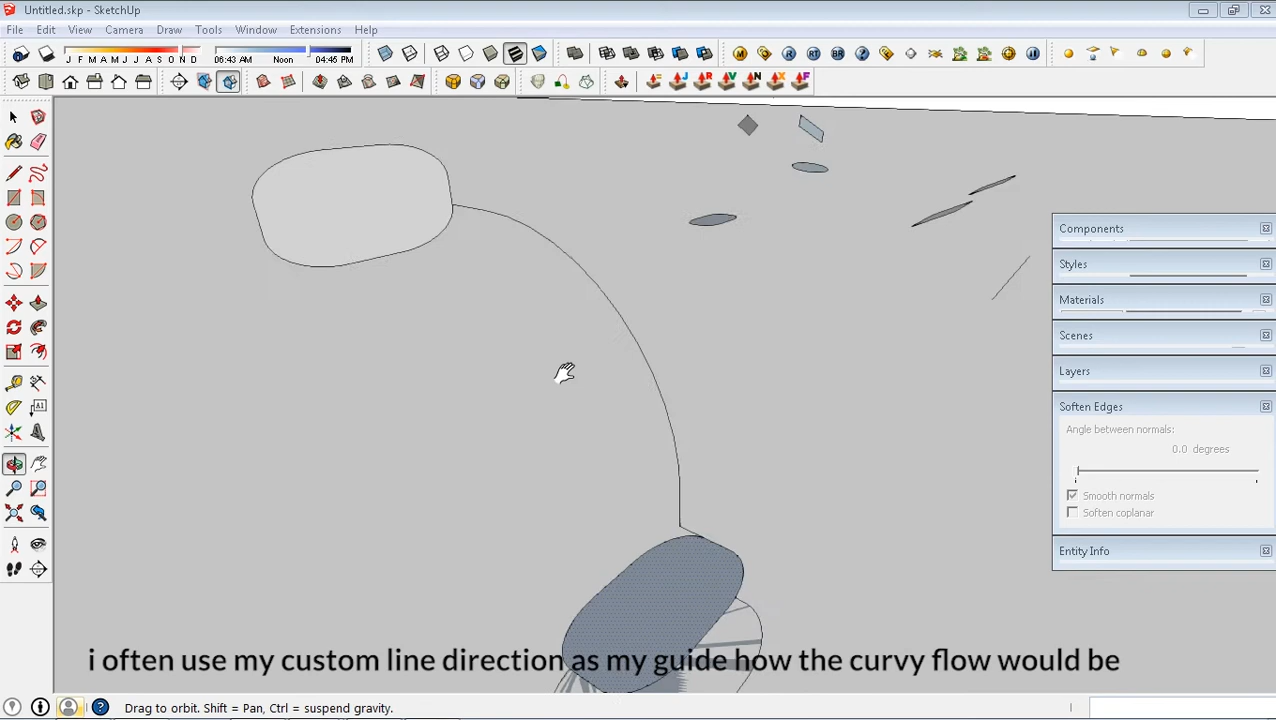 Untitled.skp - SketchUp
File Edit View Camera Draw Tools Window Extensions Help
J F M A M J J A S O N D 06:43 AM Noon 04:45 PM
M R RT BR
J R V N X F
Components
Styles
Materials
Scenes
Layers
Soften Edges
Angle between normals:
0.0 degrees
Smooth normals
Soften coplanar
Entity Info
A1
i often use my custom line direction as my guide how the curvy flow would be
Drag to orbit. Shift = Pan, Ctrl = suspend gravity.